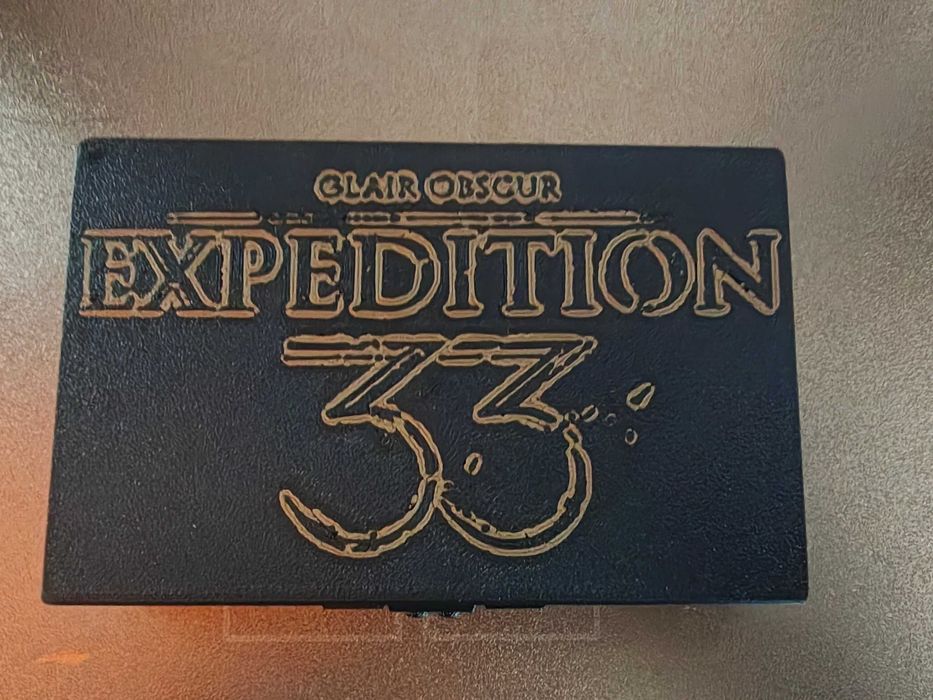 CLAIR OBSCUR
EXPEDITION
33